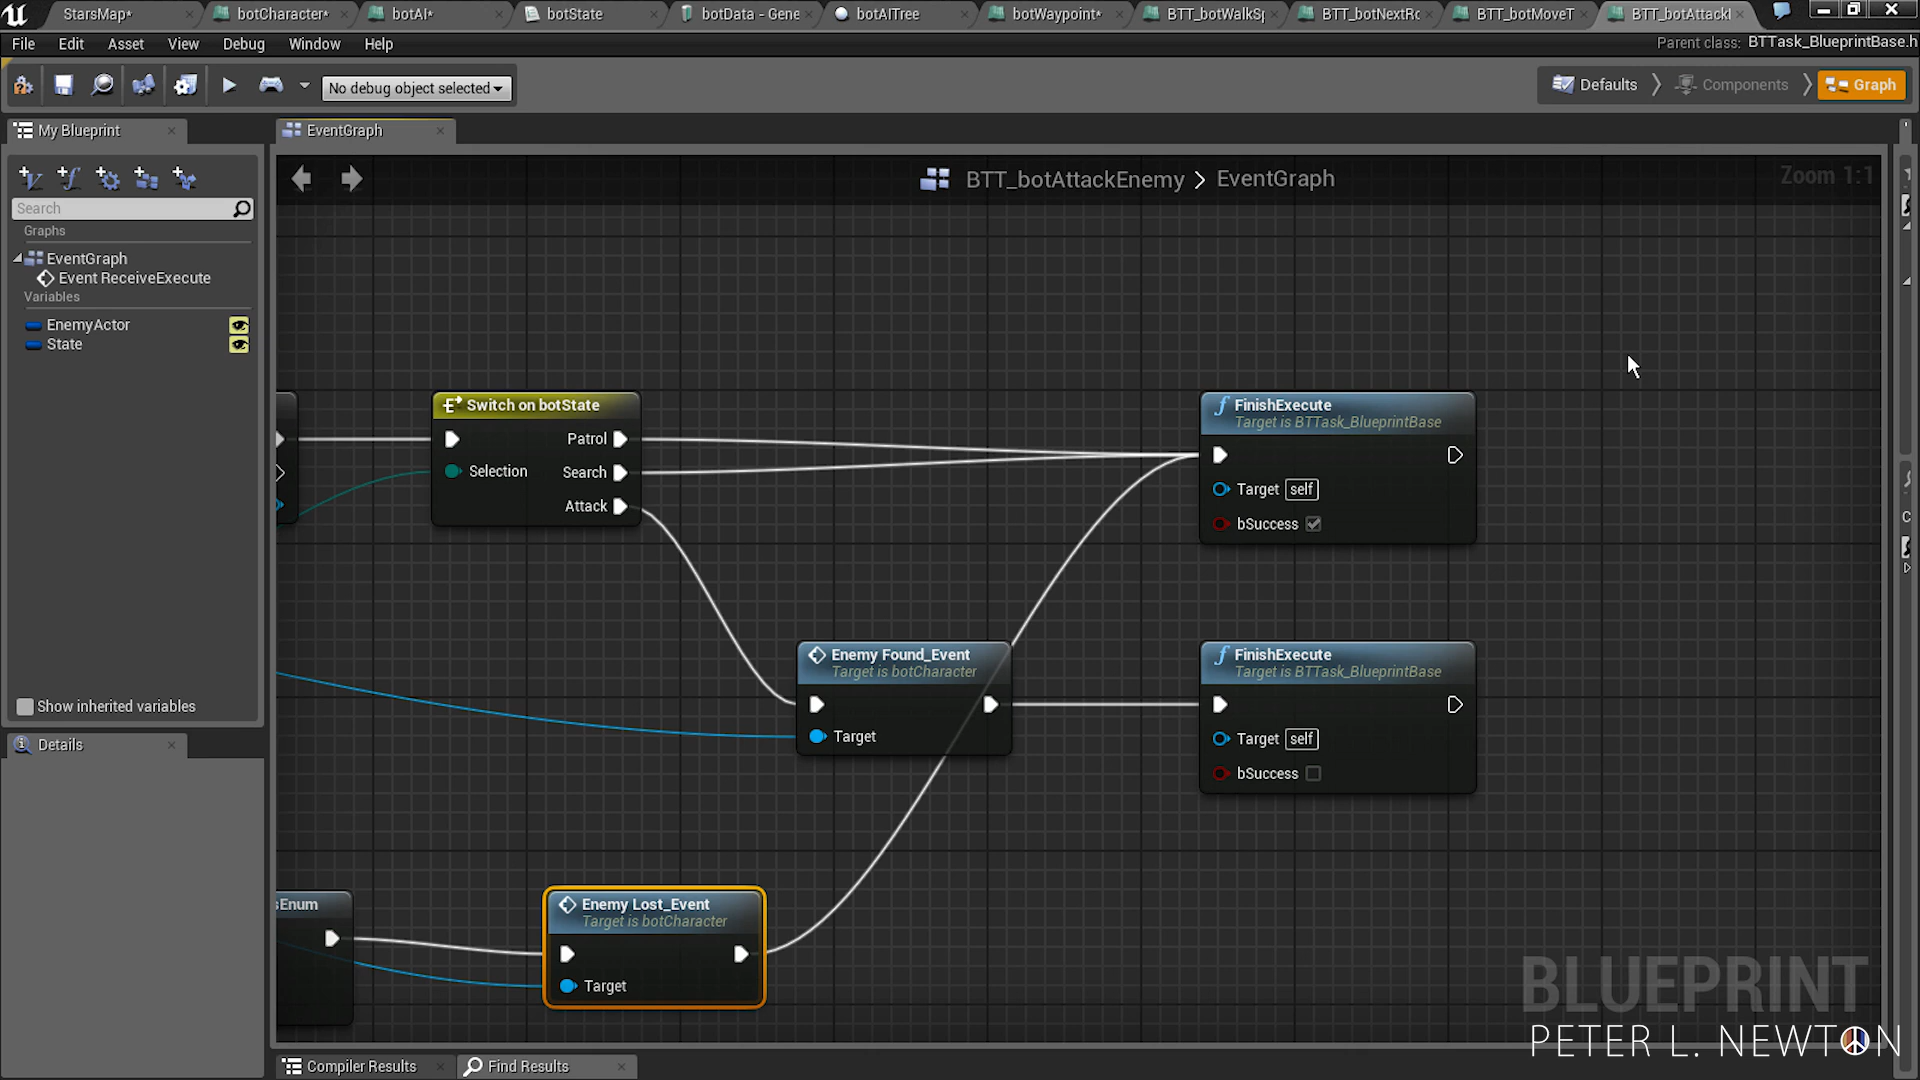 StarsMap*
botCharacter*
botAI*
botState
botData - Gene
botAITree
botWaypoint*
BTT_botWalkSp
BTT_botNextRo
BTT_botMoveT
BTT_botAttackI
File Edit Asset View Debug Window Help
Parent class: BTTask_BlueprintBase.h
No debug object selected
Defaults
Components
Graph
My Blueprint
EventGraph
BTT_botAttackEnemy > EventGraph
Zoom 1:1
Search
Graphs
EventGraph
Event ReceiveExecute
Variables
EnemyActor
State
Show inherited variables
Details
Switch on botState
Patrol
Selection
Search
Attack
FinishExecute
Target is BTTask_BlueprintBase
Target self
bSuccess
Enemy Found_Event
Target is botCharacter
Target
FinishExecute
Target is BTTask_BlueprintBase
Target self
bSuccess
sEnum
Enemy Lost_Event
Target is botCharacter
Target
BLUEPRINT
PETER L. NEWTON
Compiler Results
Find Results